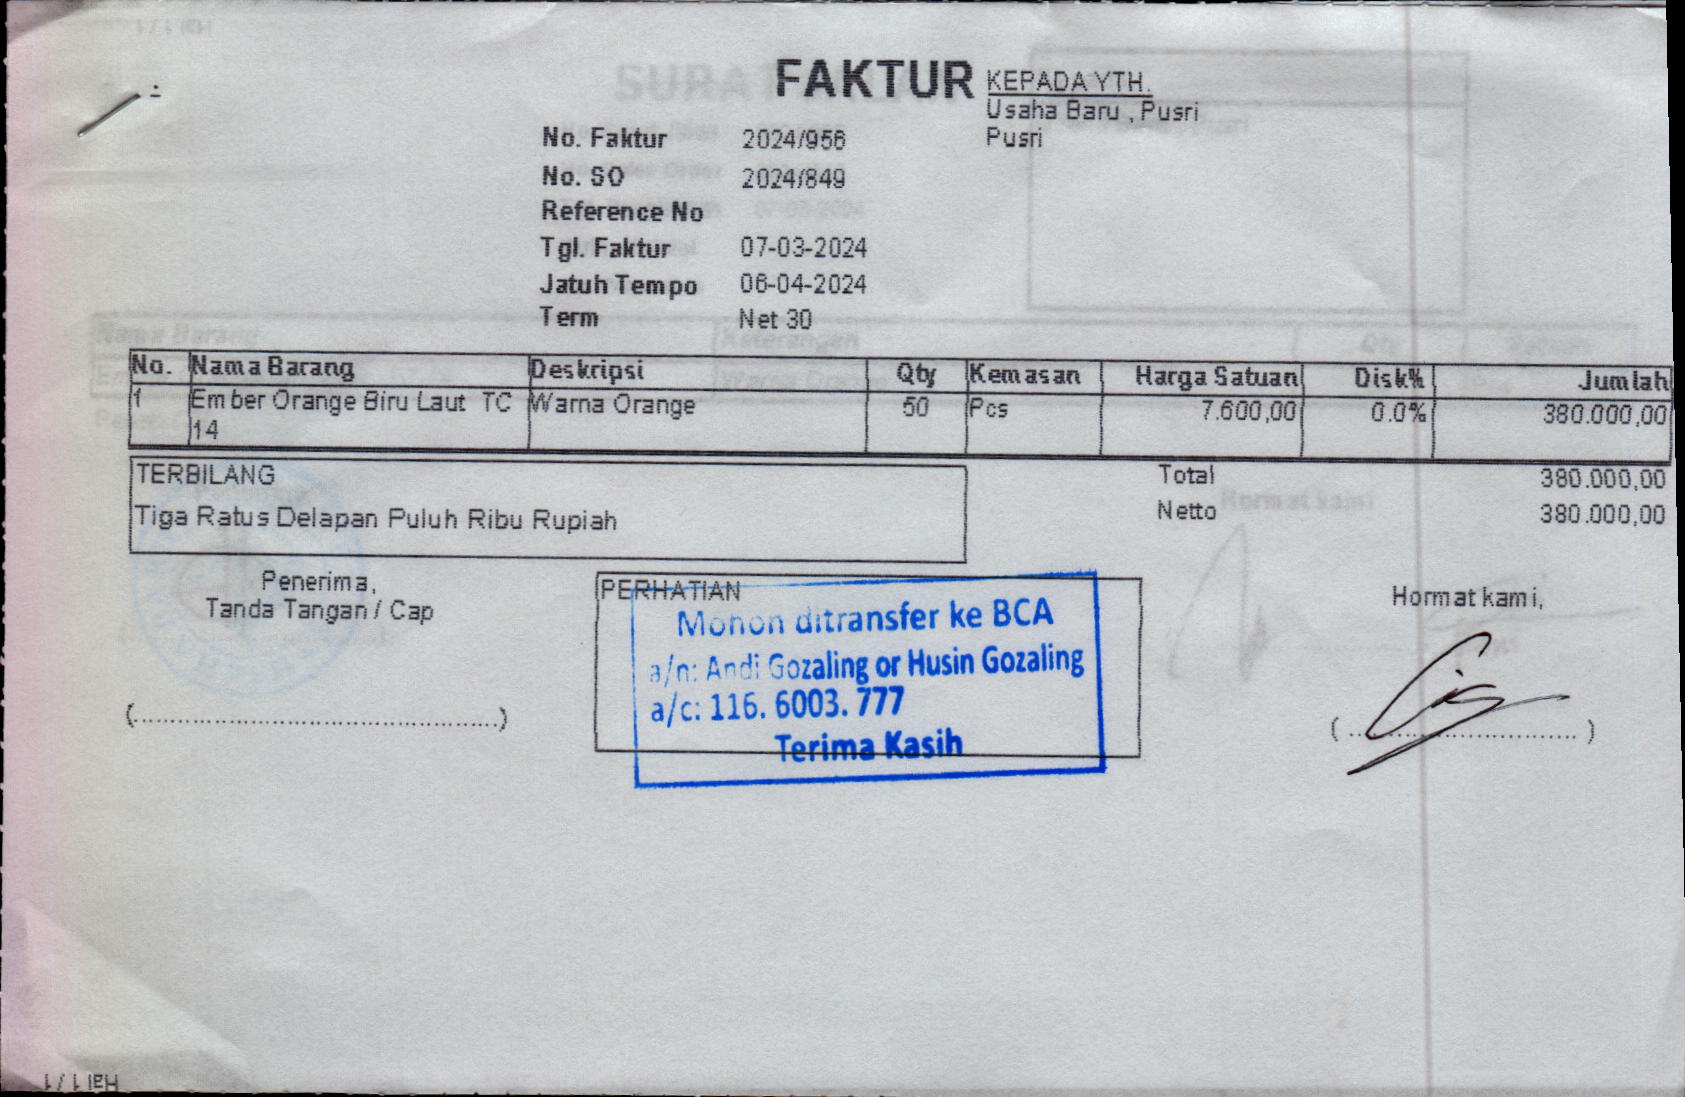 FAKTUR
KEPADA YTH.
Usaha Baru , Pusri
Pusri
No. Faktur 2024/956
No. SO 2024/849
Reference No
Tgl. Faktur 07-03-2024
Jatuh Tempo 06-04-2024
Term Net 30
No. Nama Barang Deskripsi Qty Kemasan Harga Satuan Disk% Jumlah
1 Ember Orange Biru Laut TC Warna Orange 50 Pcs 7.600,00 0.0% 380.000,00
14
TERBILANG
Tiga Ratus Delapan Puluh Ribu Rupiah
Total 380.000,00
Netto 380.000,00
Penerima,
Tanda Tangan / Cap
PERHATIAN
Mohon ditransfer ke BCA
a/n: Andi Gozaling or Husin Gozaling
a/c: 116. 6003. 777
Terima Kasih
Hormat kami,
Hal 1 / 1